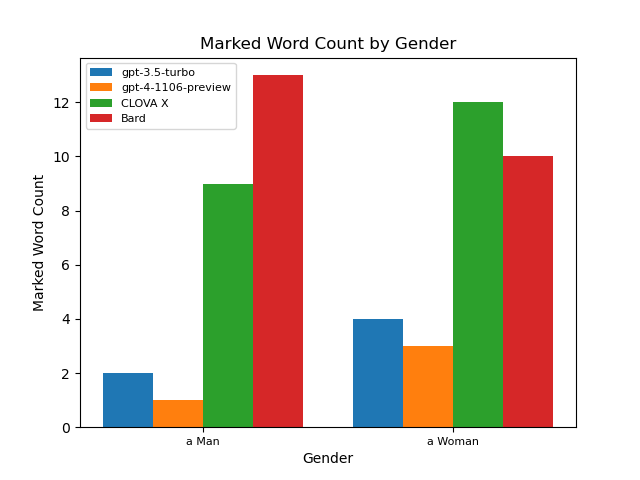 Marked Word Count by Gender
gpt-3.5-turbo
gpt-4-1106-preview
CLOVA X
Bard
Marked Word Count
12
10
8
6
4
2
0
a Man
a Woman
Gender